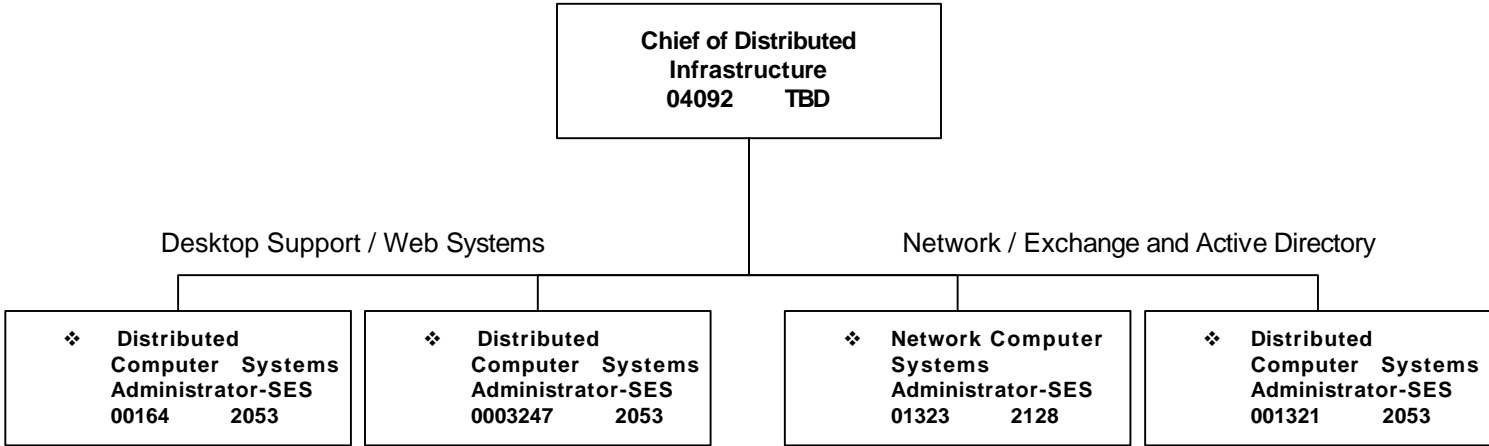 Chief of Distributed
Infrastructure
04092 TBD
Desktop Support / Web Systems
Network / Exchange and Active Directory
❖ Distributed
Computer Systems
Administrator-SES
00164 2053
❖ Distributed
Computer Systems
Administrator-SES
0003247 2053
❖ Network Computer
Systems
Administrator-SES
01323 2128
❖ Distributed
Computer Systems
Administrator-SES
001321 2053